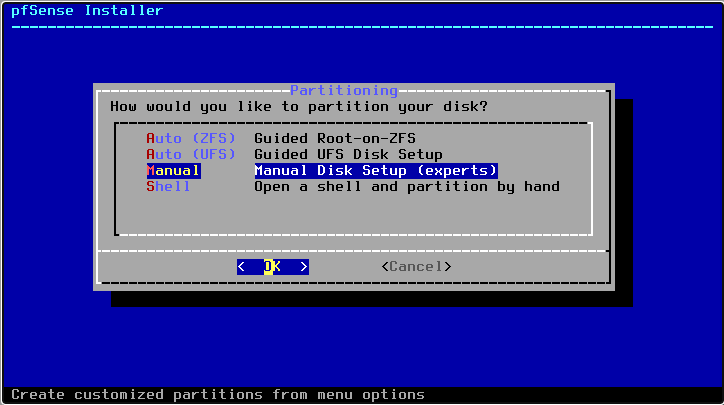 pfSense Installer
Partitioning
How would you like to partition your disk?
Auto (ZFS) Guided Root-on-ZFS
Auto (UFS) Guided UFS Disk Setup
Manual Manual Disk Setup (experts)
Shell Open a shell and partition by hand
< OK > <Cancel>
Create customized partitions from menu options